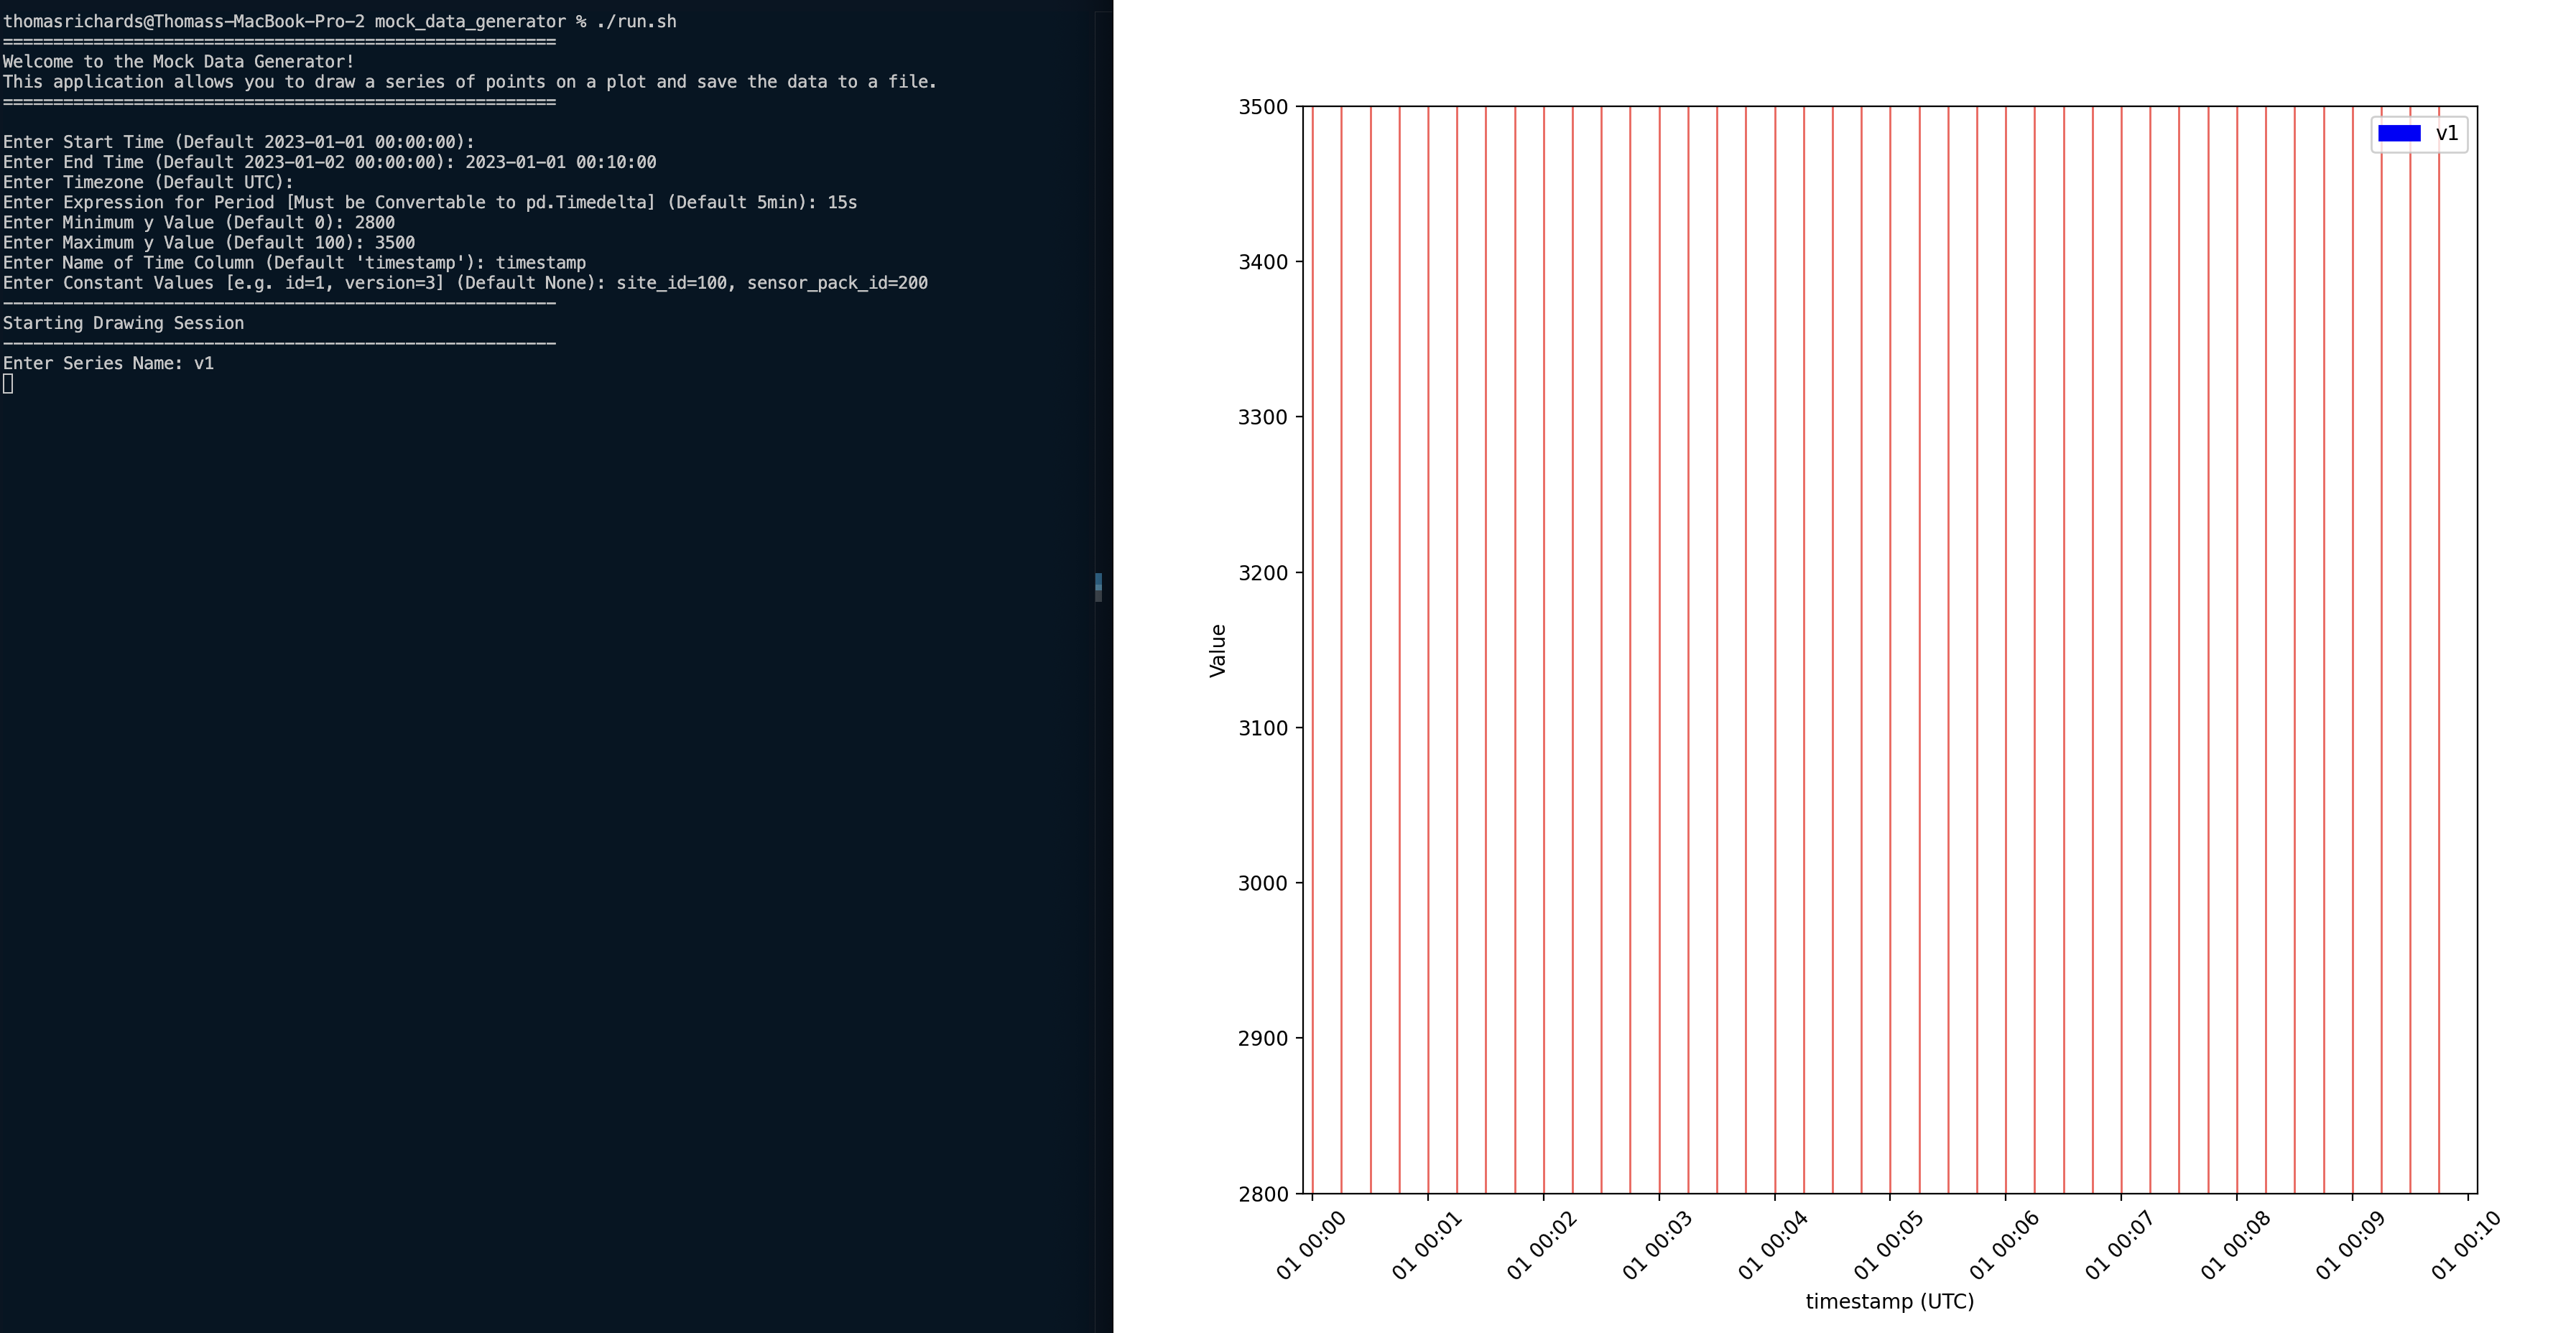 thomasrichards@Thomass-MacBook-Pro-2 mock_data_generator % ./run.sh
=======================================================
Welcome to the Mock Data Generator!
This application allows you to draw a series of points on a plot and save the data to a file.
=======================================================
Enter Start Time (Default 2023-01-01 00:00:00):
Enter End Time (Default 2023-01-02 00:00:00): 2023-01-01 00:10:00
Enter Timezone (Default UTC):
Enter Expression for Period [Must be Convertable to pd.Timedelta] (Default 5min): 15s
Enter Minimum y Value (Default 0): 2800
Enter Maximum y Value (Default 100): 3500
Enter Name of Time Column (Default 'timestamp'): timestamp
Enter Constant Values [e.g. id=1, version=3] (Default None): site_id=100, sensor_pack_id=200
-------------------------------------------------------
Starting Drawing Session
-------------------------------------------------------
Enter Series Name: v1
v1
3500
3400
3300
3200
3100
3000
2900
2800
Value
01 00:00
01 00:01
01 00:02
01 00:03
01 00:04
01 00:05
01 00:06
01 00:07
01 00:08
01 00:09
01 00:10
timestamp (UTC)